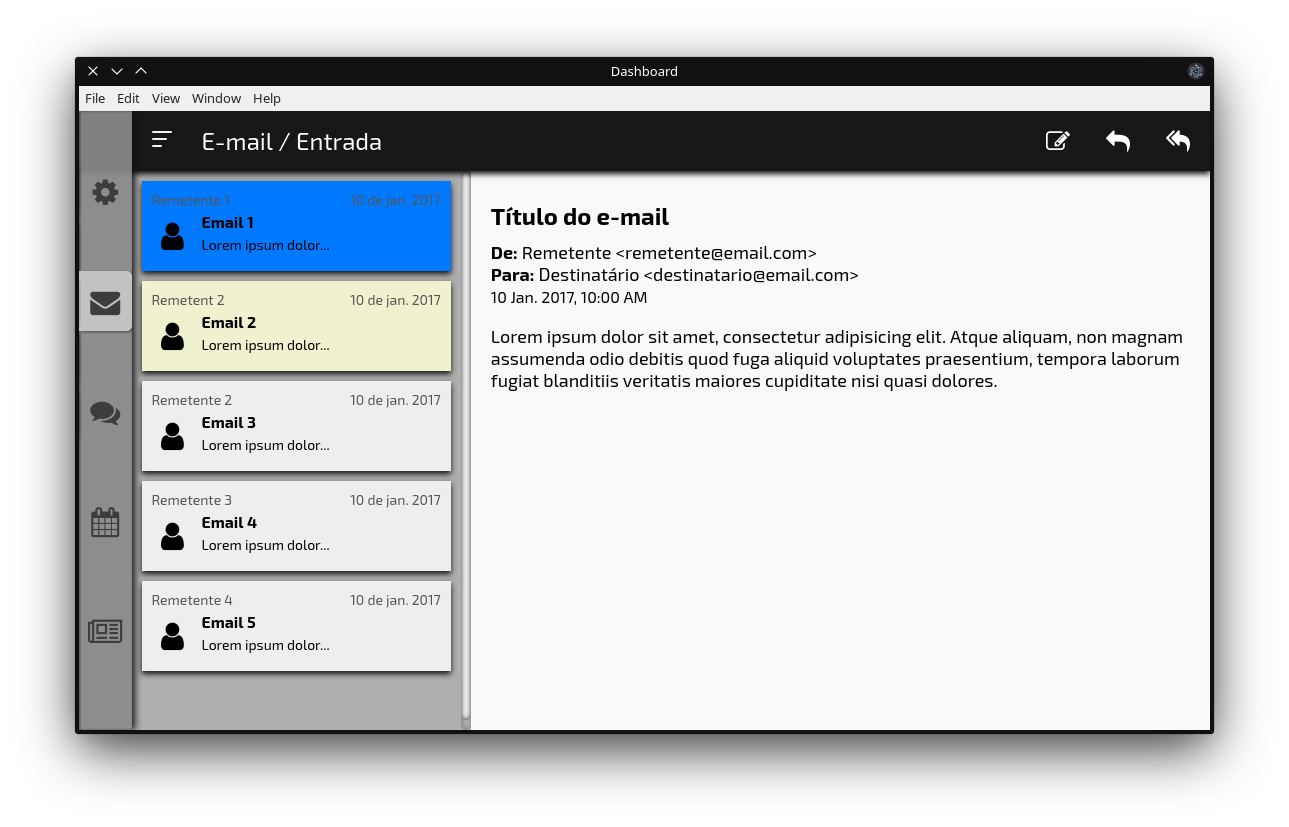 Dashboard
File Edit View Window Help
E-mail / Entrada
Remetente 1 10 de jan. 2017
Email 1
Lorem ipsum dolor...
Remetent 2 10 de jan. 2017
Email 2
Lorem ipsum dolor...
Remetente 2 10 de jan. 2017
Email 3
Lorem ipsum dolor...
Remetente 3 10 de jan. 2017
Email 4
Lorem ipsum dolor...
Remetente 4 10 de jan. 2017
Email 5
Lorem ipsum dolor...
Título do e-mail
De: Remetente <remetente@email.com>
Para: Destinatário <destinatario@email.com>
10 Jan. 2017, 10:00 AM
Lorem ipsum dolor sit amet, consectetur adipisicing elit. Atque aliquam, non magnam
assumenda odio debitis quod fuga aliquid voluptates praesentium, tempora laborum
fugiat blanditiis veritatis maiores cupiditate nisi quasi dolores.